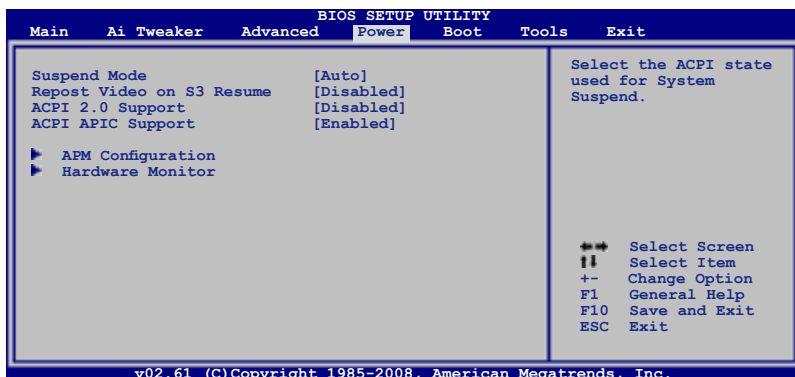 BIOS SETUP UTILITY
Main Ai Tweaker Advanced Power Boot Tools Exit
Suspend Mode [Auto]
Repost Video on S3 Resume [Disabled]
ACPI 2.0 Support [Disabled]
ACPI APIC Support [Enabled]
APM Configuration
Hardware Monitor
Select the ACPI state
used for System
Suspend.
Select Screen
Select Item
+- Change Option
F1 General Help
F10 Save and Exit
ESC Exit
v02.61 (C)Copyright 1985-2008, American Megatrends, Inc.